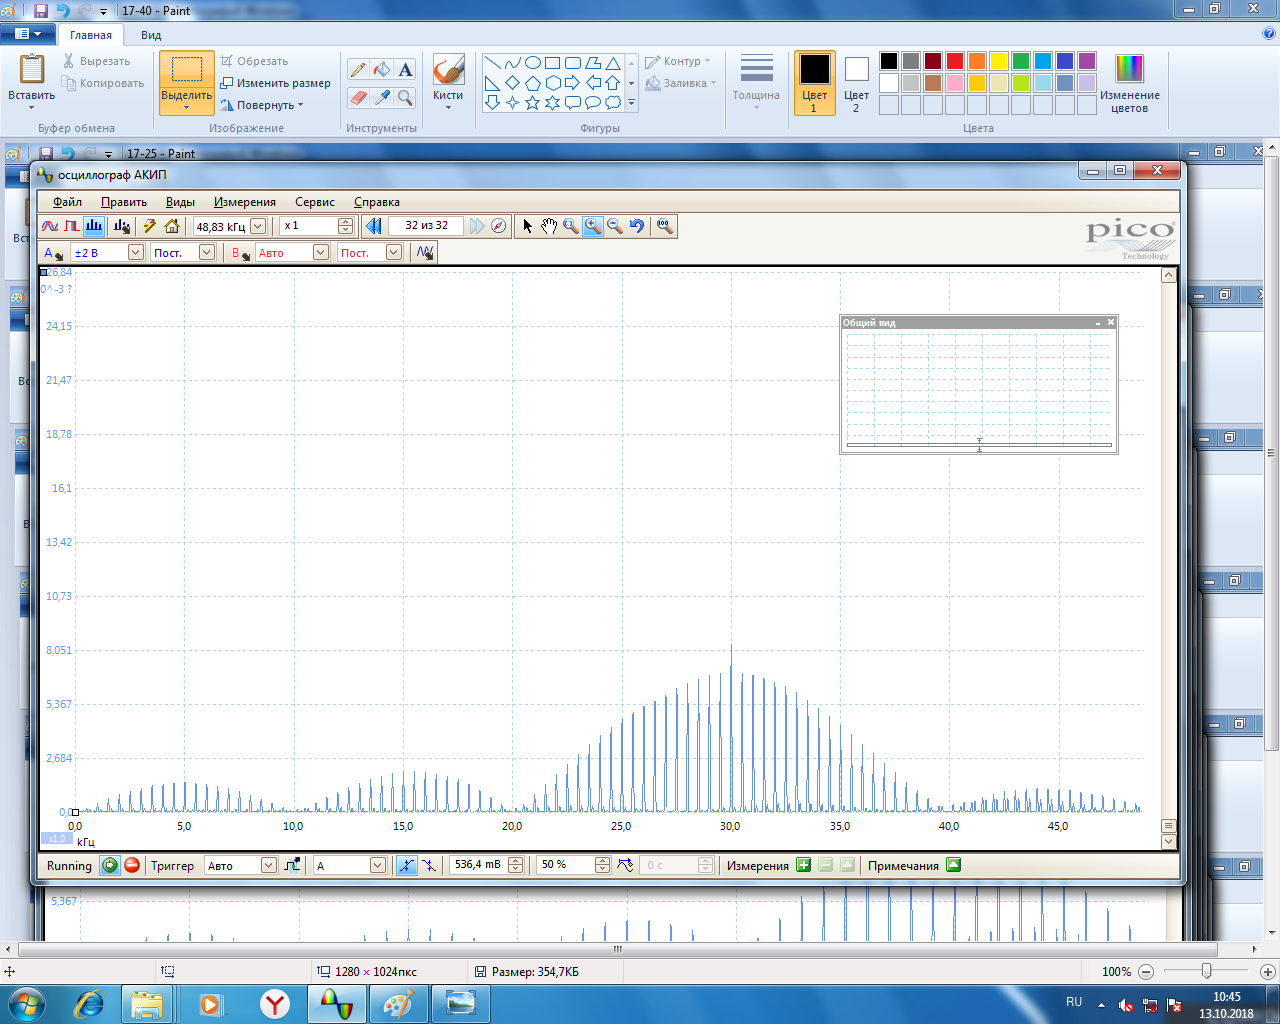 17-40 - Paint
Главная Вид
Вставить
Вырезать
Копировать
Буфер обмена
Выделить
Обрезать
Изменить размер
Повернуть
Изображение
A
Инструменты
Кисти
Контур
Заливка
Фигуры
Толщина
Цвет 1
Цвет 2
Изменение цветов
Цвета
17-25 - Paint
осциллограф АКИП
Файл Править Виды Измерения Сервис Справка
48,83 кГц x 1 32 из 32
A ±2 В Пост. B Авто Пост.
pico
Technology
26,84
0^-3 ?
24,15
21,47
18,78
16,1
13,42
10,73
8,051
5,367
2,684
0,0
Общий вид
0,0 5,0 10,0 15,0 20,0 25,0 30,0 35,0 40,0 45,0
x1,0 кГц
Running Триггер Авто A 536,4 mВ 50 % 0 с Измерения Примечания
5,367
1280 × 1024пкс Размер: 354,7КБ 100%
RU 10:45
13.10.2018